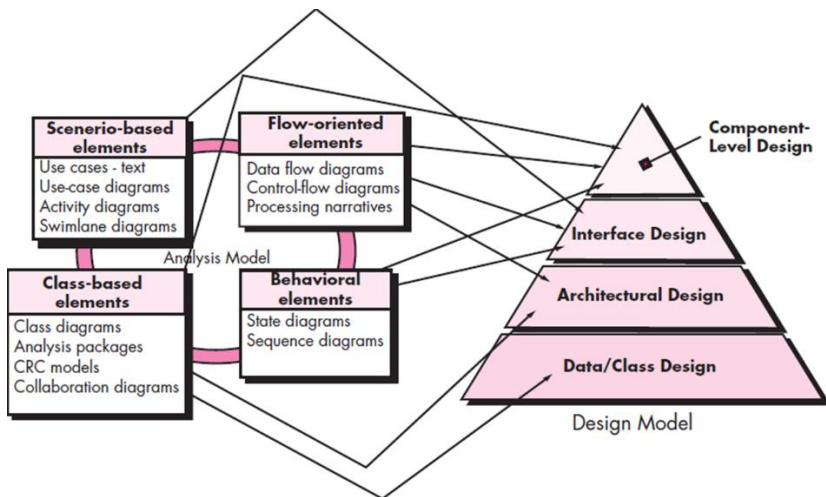 Scenerio-based
elements
Use cases - text
Use-case diagrams
Activity diagrams
Swimlane diagrams
Flow-oriented
elements
Data flow diagrams
Control-flow diagrams
Processing narratives
Analysis Model
Class-based
elements
Class diagrams
Analysis packages
CRC models
Collaboration diagrams
Behavioral
elements
State diagrams
Sequence diagrams
Component-
Level Design
Interface Design
Architectural Design
Data/Class Design
Design Model